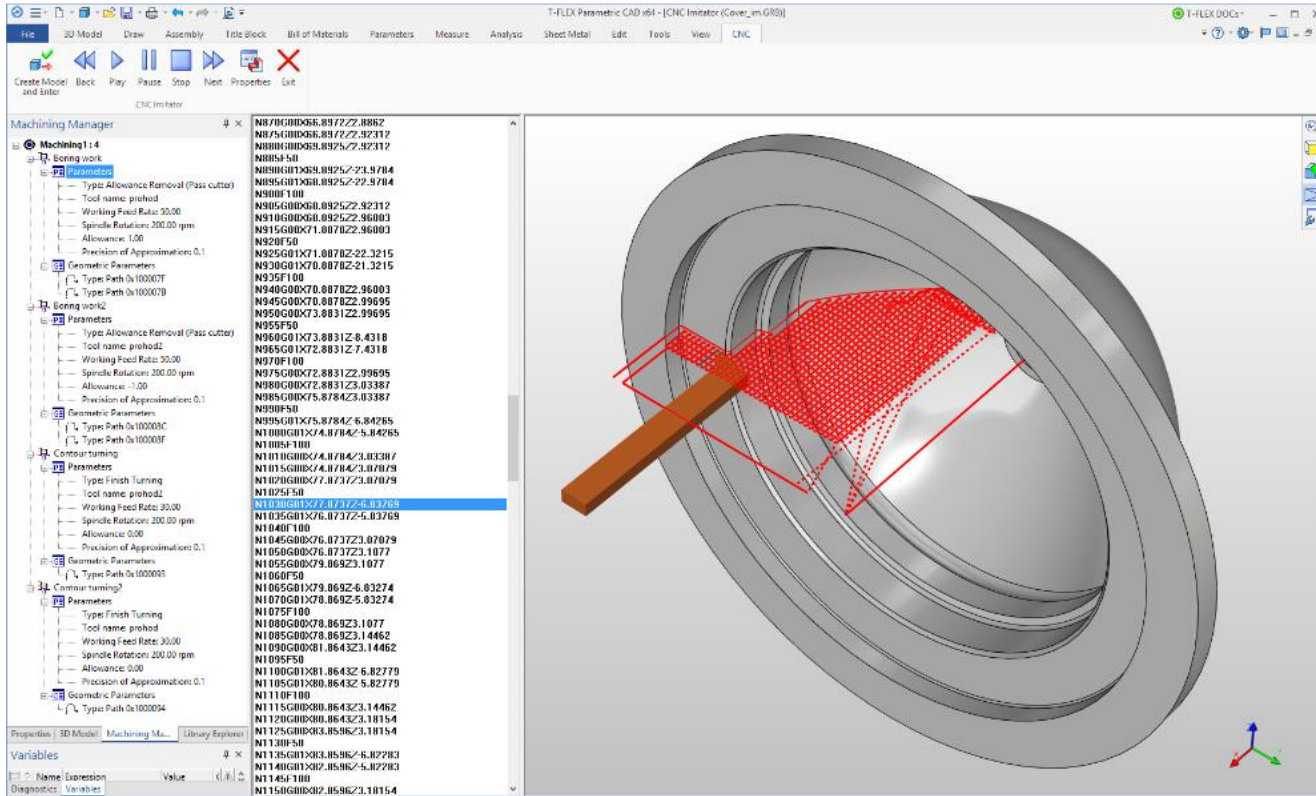 T-FLEX Parametric CAD x64 - [CNC Imitator (Cover_im.GRB)]
T-FLEX DOCs
File 3D Model Draw Assembly Title Block Bill of Materials Parameters Measure Analysis Sheet Metal Edit Tools View CNC
Create Model and Enter
Back Play Pause Stop Next Properties Exit
CNC Imitator
Machining Manager
Machining1 : 4
Boring work
Parameters
Type: Allowance Removal (Pass cutter)
Tool name: prohod
Working Feed Rate: 50.00
Spindle Rotation: 200.00 rpm
Allowance: 1.00
Precision of Approximation: 0.1
Geometric Parameters
Type: Path 0x100007F
Type: Path 0x100007B
Boring work2
Parameters
Type: Allowance Removal (Pass cutter)
Tool name: prohod2
Working Feed Rate: 50.00
Spindle Rotation: 200.00 rpm
Allowance: -1.00
Precision of Approximation: 0.1
Geometric Parameters
Type: Path 0x100003C
Type: Path 0x100003F
Contour turning
Parameters
Type: Finish Turning
Tool name: prohod2
Working Feed Rate: 30.00
Spindle Rotation: 200.00 rpm
Allowance: 0.00
Precision of Approximation: 0.1
Geometric Parameters
Type: Path 0x1000095
Contour turning2
Parameters
Type: Finish Turning
Tool name: prohod
Working Feed Rate: 30.00
Spindle Rotation: 200.00 rpm
Allowance: 0.00
Precision of Approximation: 0.1
Geometric Parameters
Type: Path 0x1000094
Properties 3D Model Machining Ma... Library Explorer
Variables
? Name Expression Value
Diagnostics Variables
N870G00X66.8972Z2.8862
N875G00X66.8972Z2.92312
N880G00X69.8925Z2.92312
N885F50
N890G01X69.8925Z-23.9784
N895G01X68.8925Z-22.9784
N900F100
N905G00X68.8925Z2.92312
N910G00X68.8925Z2.96003
N915G00X71.8878Z2.96003
N920F50
N925G01X71.8878Z-22.3215
N930G01X70.8878Z-21.3215
N935F100
N940G00X70.8878Z2.96003
N945G00X70.8878Z2.99695
N950G00X73.8831Z2.99695
N955F50
N960G01X73.8831Z-8.4318
N965G01X72.8831Z-7.4318
N970F100
N975G00X72.8831Z2.99695
N980G00X72.8831Z3.03387
N985G00X75.8784Z3.03387
N990F50
N995G01X75.8784Z-6.84265
N1000G01X74.8784Z-5.84265
N1005F100
N1010G00X74.8784Z3.03387
N1015G00X74.8784Z3.07079
N1020G00X77.8737Z3.07079
N1025F50
N1030G01X77.8737Z-6.83769
N1035G01X76.8737Z-5.83769
N1040F100
N1045G00X76.8737Z3.07079
N1050G00X76.8737Z3.1077
N1055G00X79.869Z3.1077
N1060F50
N1065G01X79.869Z-6.83274
N1070G01X78.869Z-5.83274
N1075F100
N1080G00X78.869Z3.1077
N1085G00X78.869Z3.14462
N1090G00X81.8643Z3.14462
N1095F50
N1100G01X81.8643Z-6.82779
N1105G01X80.8643Z-5.82779
N1110F100
N1115G00X80.8643Z3.14462
N1120G00X80.8643Z3.18154
N1125G00X83.8596Z3.18154
N1130F50
N1135G01X83.8596Z-6.82283
N1140G01X82.8596Z-5.82283
N1145F100
N1150G00X82.8596Z3.18154